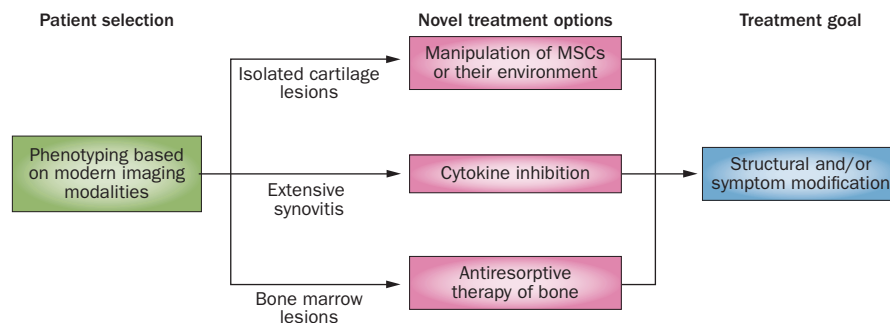 Patient selection
Novel treatment options
Treatment goal
Phenotyping based
on modern imaging
modalities
Isolated cartilage
lesions
Manipulation of MSCs
or their environment
Extensive
synovitis
Cytokine inhibition
Bone marrow
lesions
Antiresorptive
therapy of bone
Structural and/or
symptom modification